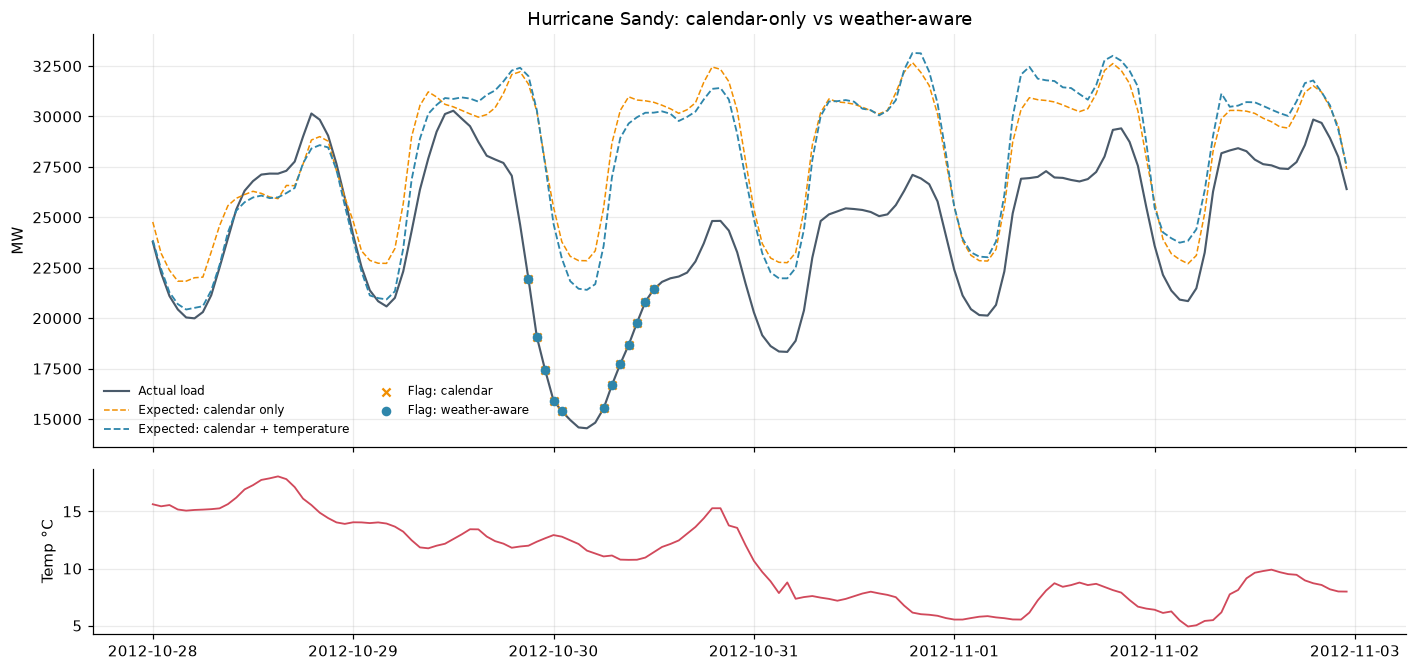 Hurricane Sandy: calendar-only vs weather-aware
32500
30000
27500
25000
22500
20000
17500
15000
MW
Actual load
Expected: calendar only
Expected: calendar + temperature
Flag: calendar
Flag: weather-aware
15
10
5
Temp °C
2012-10-28
2012-10-29
2012-10-30
2012-10-31
2012-11-01
2012-11-02
2012-11-03